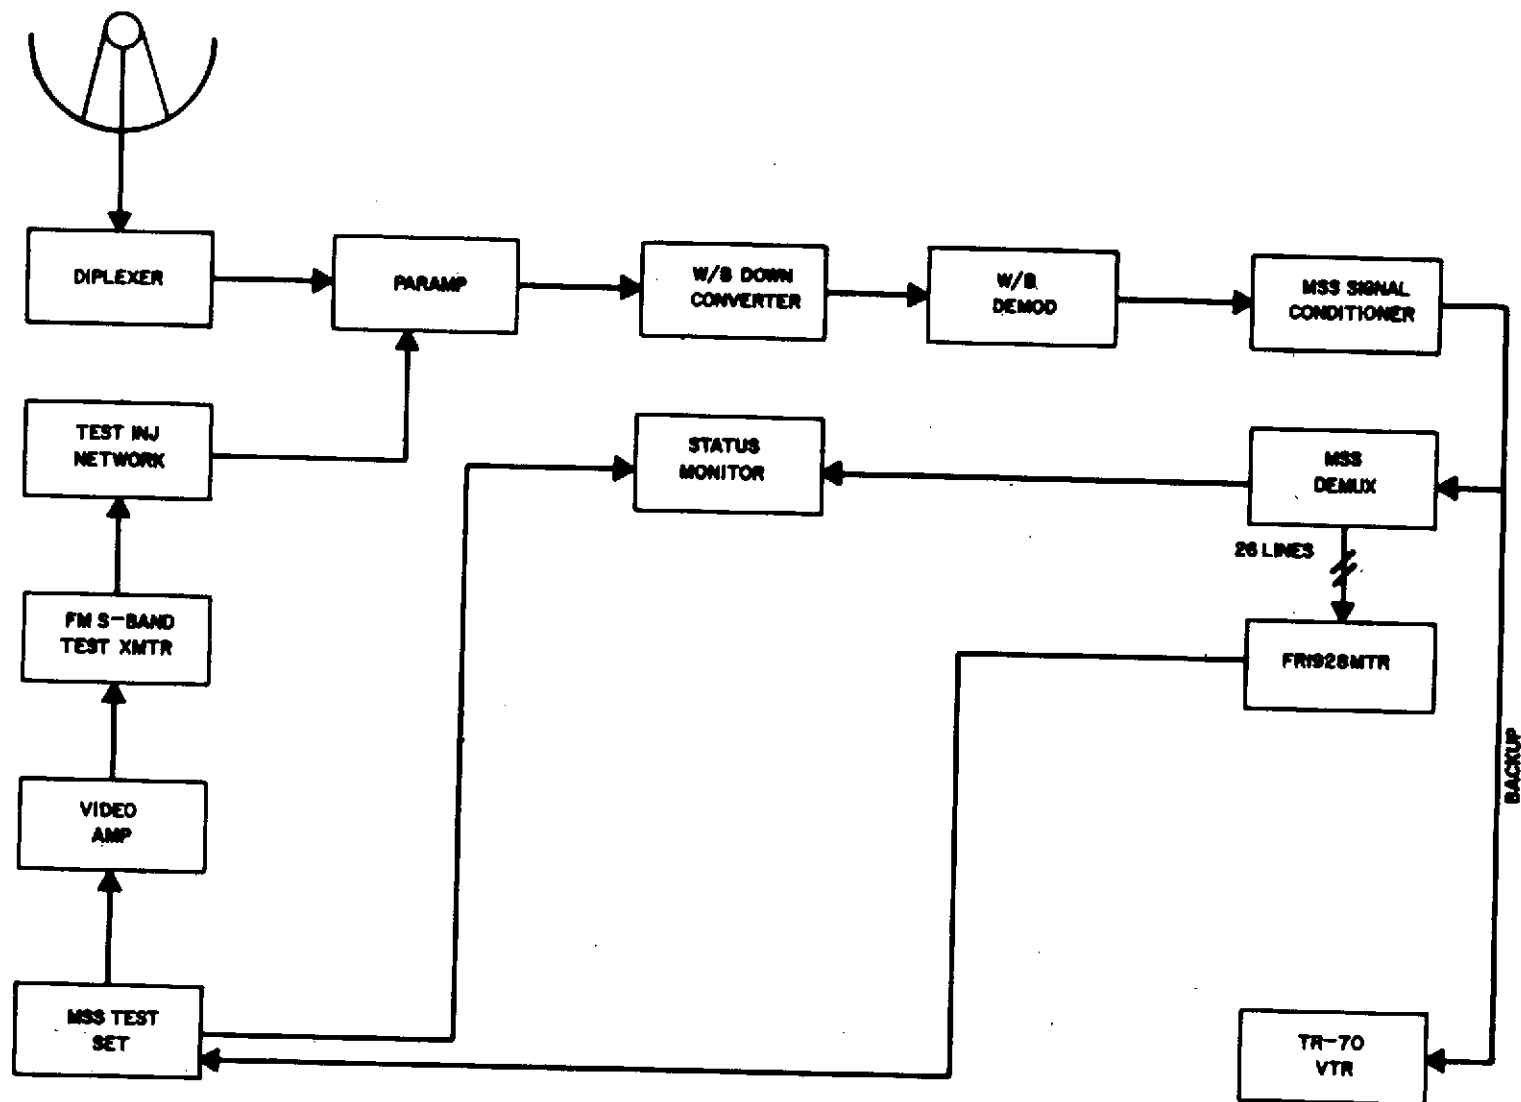 DIPLEXER
PARAMP
W/B DOWN
CONVERTER
W/B
DEMOD
MSS SIGNAL
CONDITIONER
TEST INJ
NETWORK
STATUS
MONITOR
MSS
DEMUX
26 LINES
FM S-BAND
TEST XMTR
FR1928MTR
BACKUP
VIDEO
AMP
MSS TEST
SET
TR-70
VTR